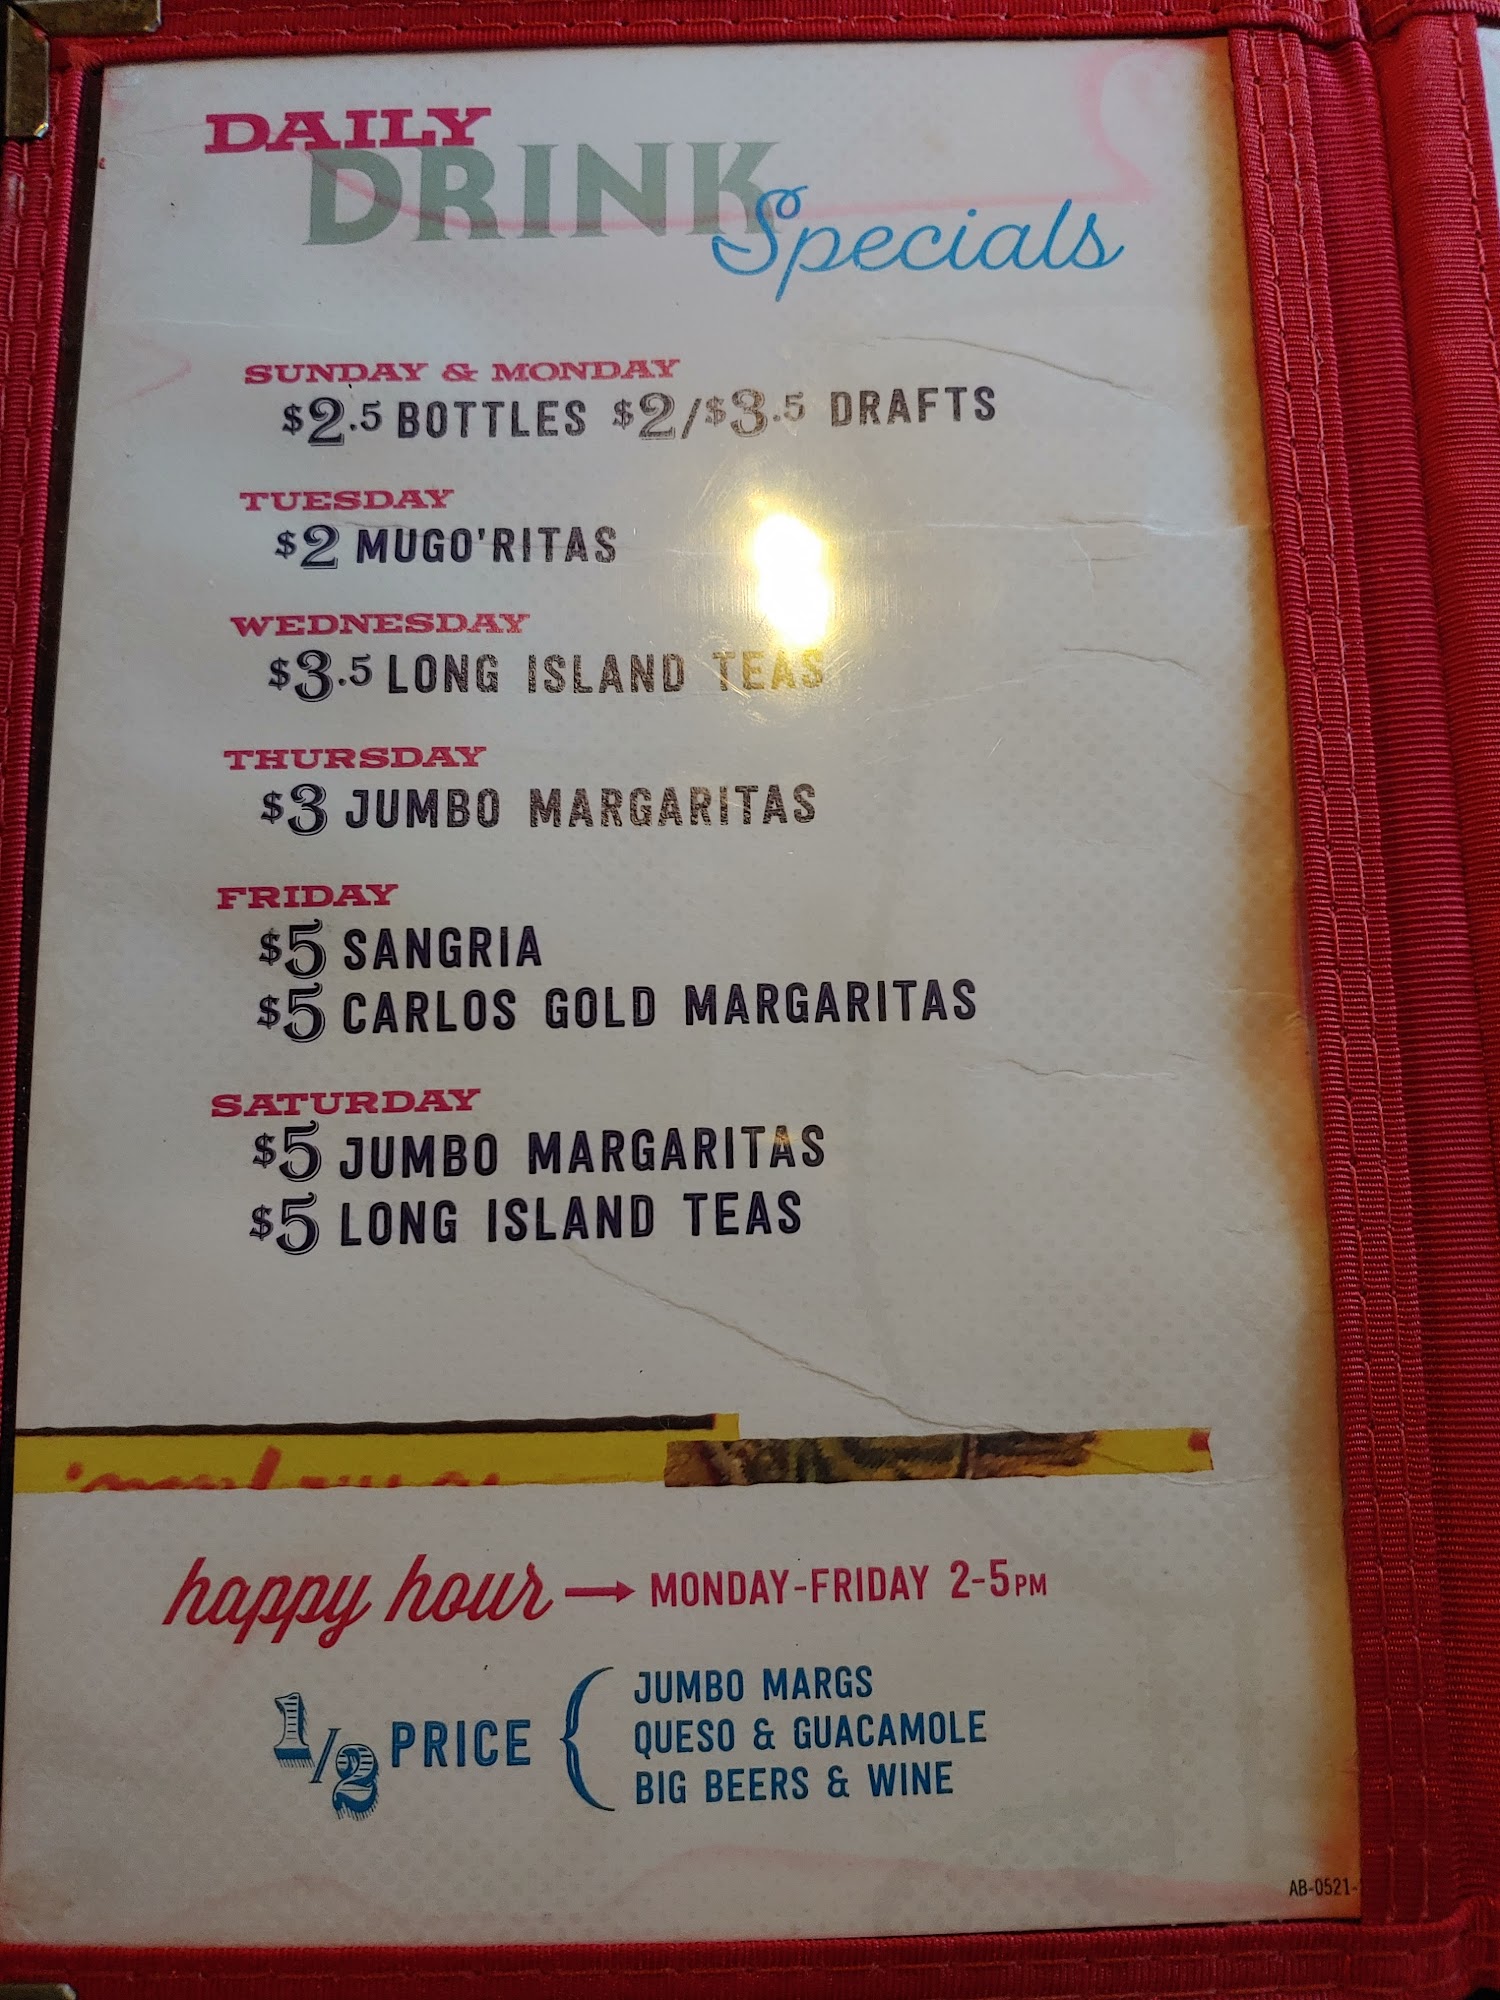 DAILY
DRINK
Specials
SUNDAY & MONDAY
$2.5 BOTTLES $2/$3.5 DRAFTS
TUESDAY
$2 MUGO'RITAS
WEDNESDAY
$3.5 LONG ISLAND TEAS
THURSDAY
$3 JUMBO MARGARITAS
FRIDAY
$5 SANGRIA
$5 CARLOS GOLD MARGARITAS
SATURDAY
$5 JUMBO MARGARITAS
$5 LONG ISLAND TEAS
happy hour → MONDAY-FRIDAY 2-5PM
1/2 PRICE
JUMBO MARGS
QUESO & GUACAMOLE
BIG BEERS & WINE
AB-0521-